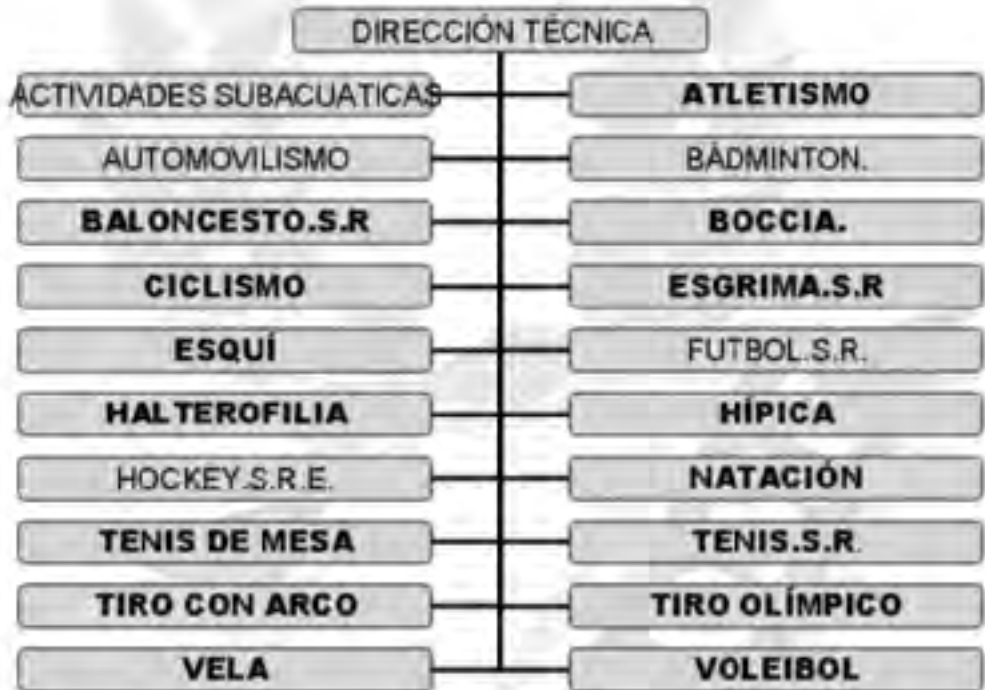 DIRECCIÓN TÉCNICA
ACTIVIDADES SUBACUATICAS
ATLETISMO
AUTOMOVILISMO
BÁDMINTON.
BALONCESTO.S.R
BOCCIA.
CICLISMO
ESGRIMA.S.R
ESQUÍ
FUTBOL.S.R.
HALTEROFILIA
HÍPICA
HOCKEY.S.R.E.
NATACIÓN
TENIS DE MESA
TENIS.S.R.
TIRO CON ARCO
TIRO OLÍMPICO
VELA
VOLEIBOL